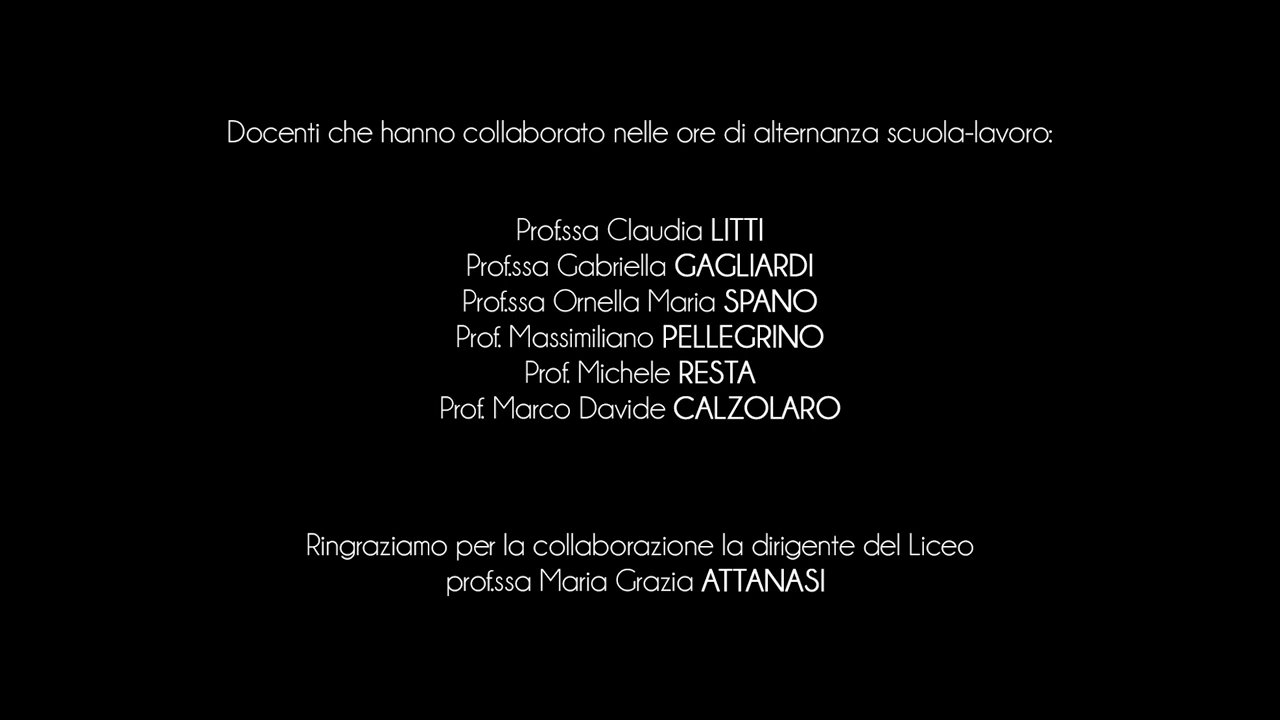 Docenti che hanno collaborato nelle ore di alternanza scuola-lavoro:
Prof.ssa Claudia LITTI
Prof.ssa Gabriella GAGLIARDI
Prof.ssa Ornella Maria SPANO
Prof. Massimiliano PELLEGRINO
Prof. Michele RESTA
Prof. Marco Davide CALZOLARO
Ringraziamo per la collaborazione la dirigente del Liceo
prof.ssa Maria Grazia ATTANASI